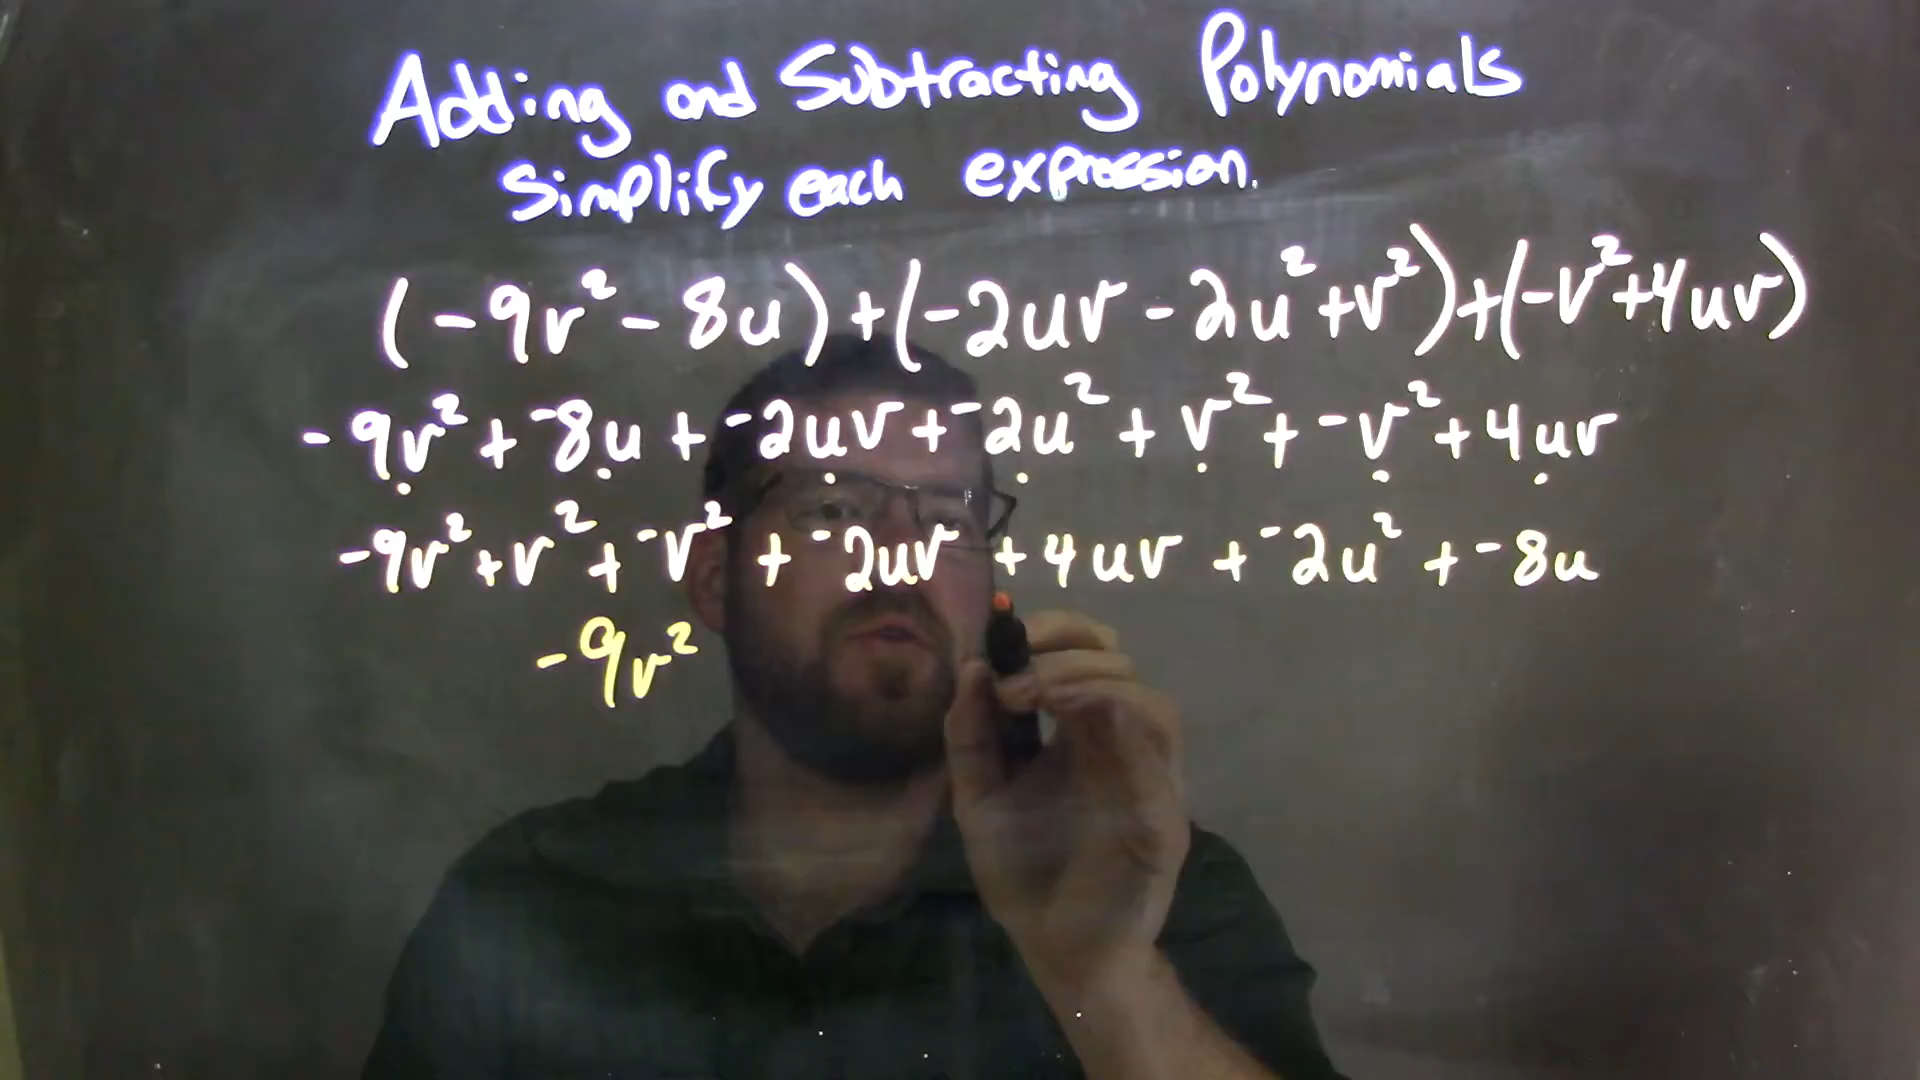 Adding and Subtracting Polynomials
Simplify each expression.
(-9v²-8u)+(-2uv-2u²+v²)+(-v²+4uv)
-9v²+⁻8u+⁻2uv+⁻2u²+v²+-v²+4uv
-9v²+v²+⁻v²+⁻2uv+4uv+⁻2u²+⁻8u
-9v²